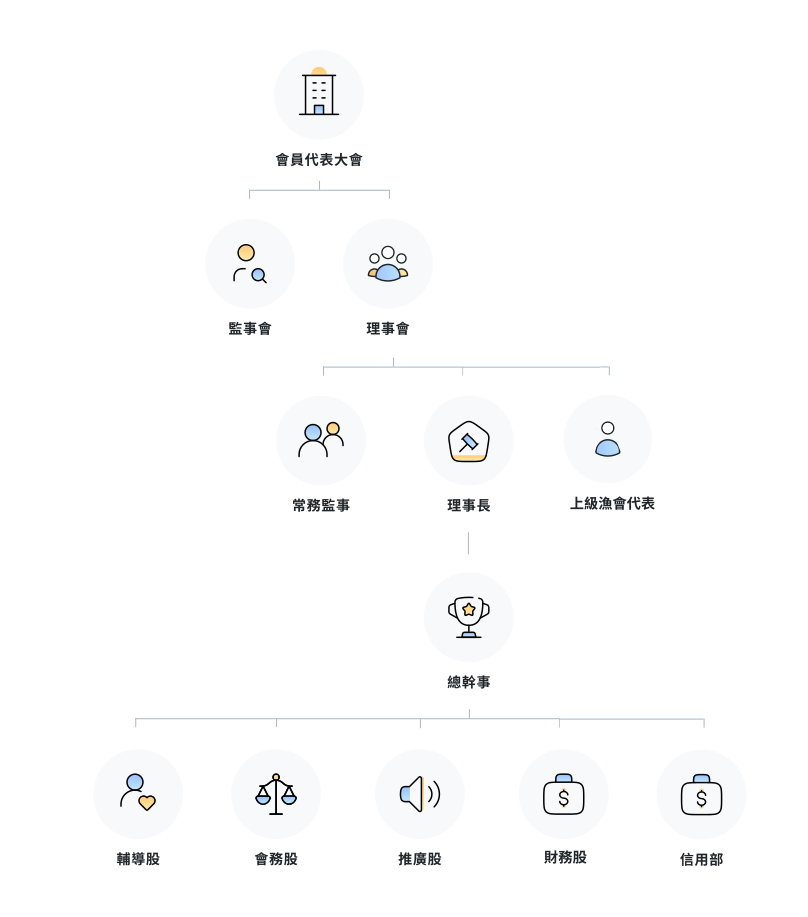 會員代表大會
監事會
理事會
常務監事
理事長
上級漁會代表
總幹事
輔導股
會務股
推廣股
財務股
信用部